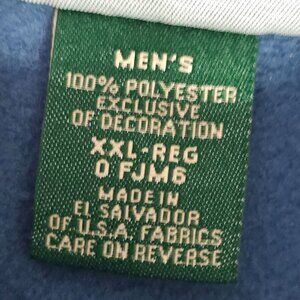 MEN'S
100% POLYESTER
EXCLUSIVE
OF DECORATION
XXL-REG
0 FJM6
MADE IN
EL SALVADOR
OF U.S.A. FABRICS
CARE ON REVERSE